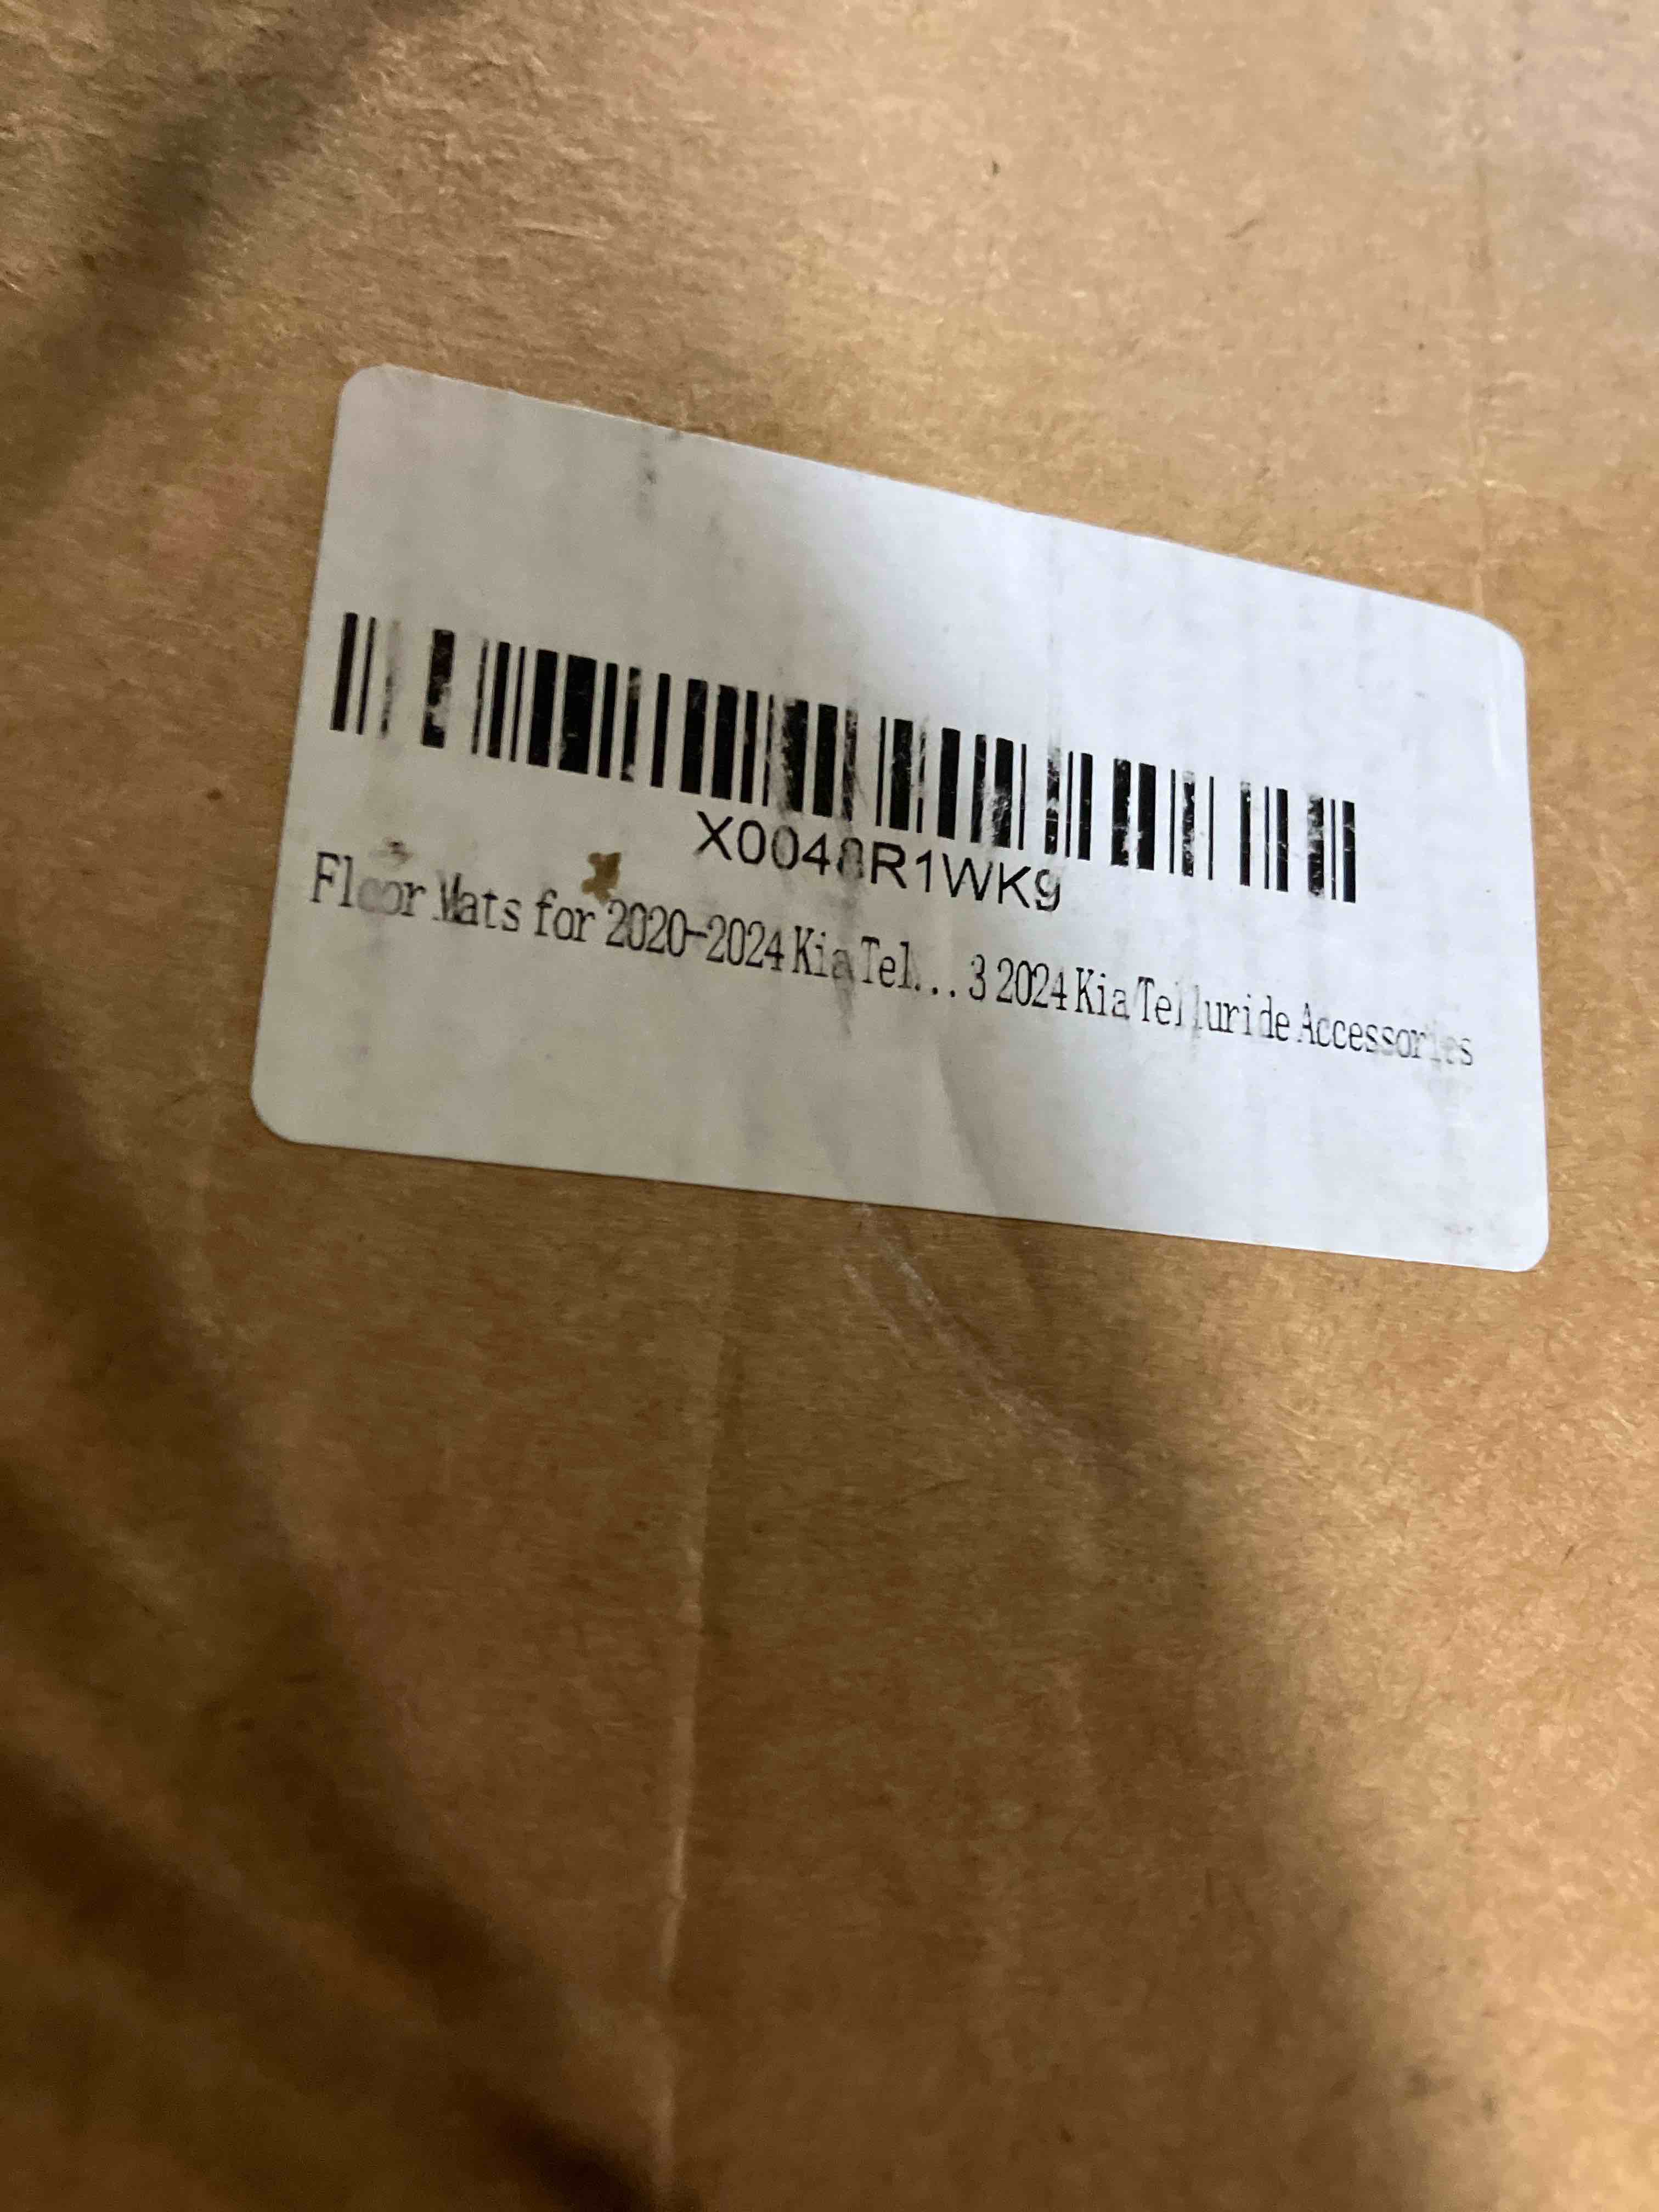 X0048R1WK9
Floor Mats for 2020-2024 Kia Tel... 3 2024 Kia Telluride Accessories